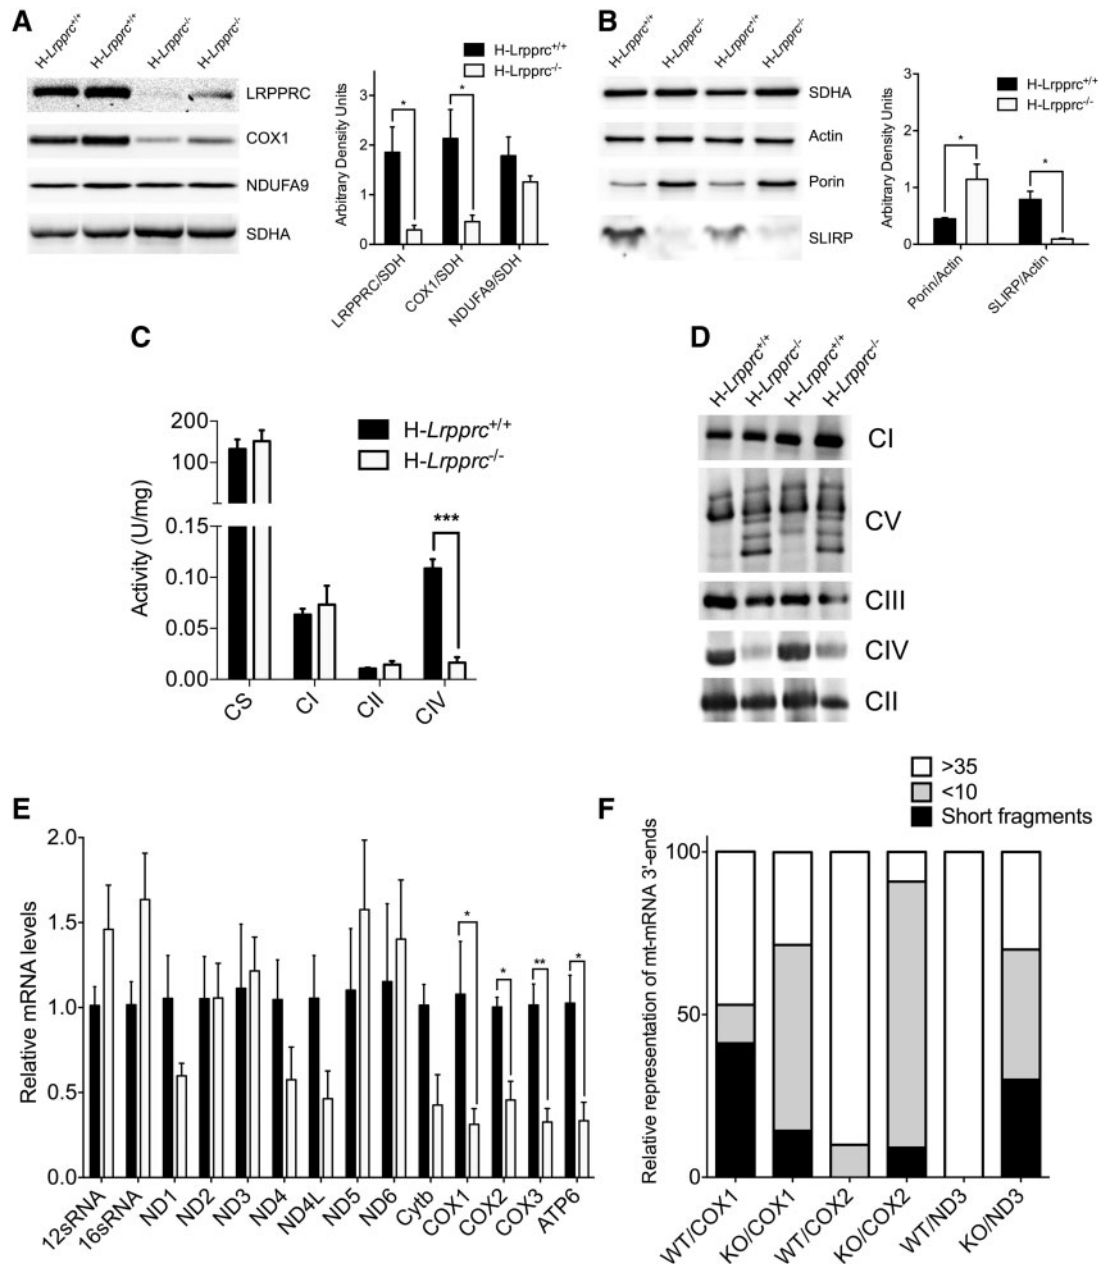 A
H-Lrpprc+/+
H-Lrpprc+/+
H-Lrpprc-/-
H-Lrpprc-/-
LRPPRC
COX1
NDUFA9
SDHA
H-Lrpprc+/+
H-Lrpprc-/-
Arbitrary Density Units
3
2
1
0
*
*
LRPPRC/SDH
COX1/SDH
NDUFA9/SDH
B
H-Lrpprc+/+
H-Lrpprc-/-
H-Lrpprc+/+
H-Lrpprc-/-
SDHA
Actin
Porin
SLIRP
H-Lrpprc+/+
H-Lrpprc-/-
Arbitrary Density Units
3
2
1
0
*
*
Porin/Actin
SLIRP/Actin
C
H-Lrpprc+/+
H-Lrpprc-/-
Activity (U/mg)
200
100
0.15
0.10
0.05
0.00
***
CS
CI
CII
CIV
D
H-Lrpprc+/+
H-Lrpprc-/-
H-Lrpprc+/+
H-Lrpprc-/-
CI
CV
CIII
CIV
CII
E
Relative mRNA levels
2.0
1.5
1.0
0.5
0.0
*
*
**
*
12sRNA
16sRNA
ND1
ND2
ND3
ND4
ND4L
ND5
ND6
Cytb
COX1
COX2
COX3
ATP6
F
>35
<10
Short fragments
Relative representation of mt-mRNA 3'-ends
100
50
0
WT/COX1
KO/COX1
WT/COX2
KO/COX2
WT/ND3
KO/ND3